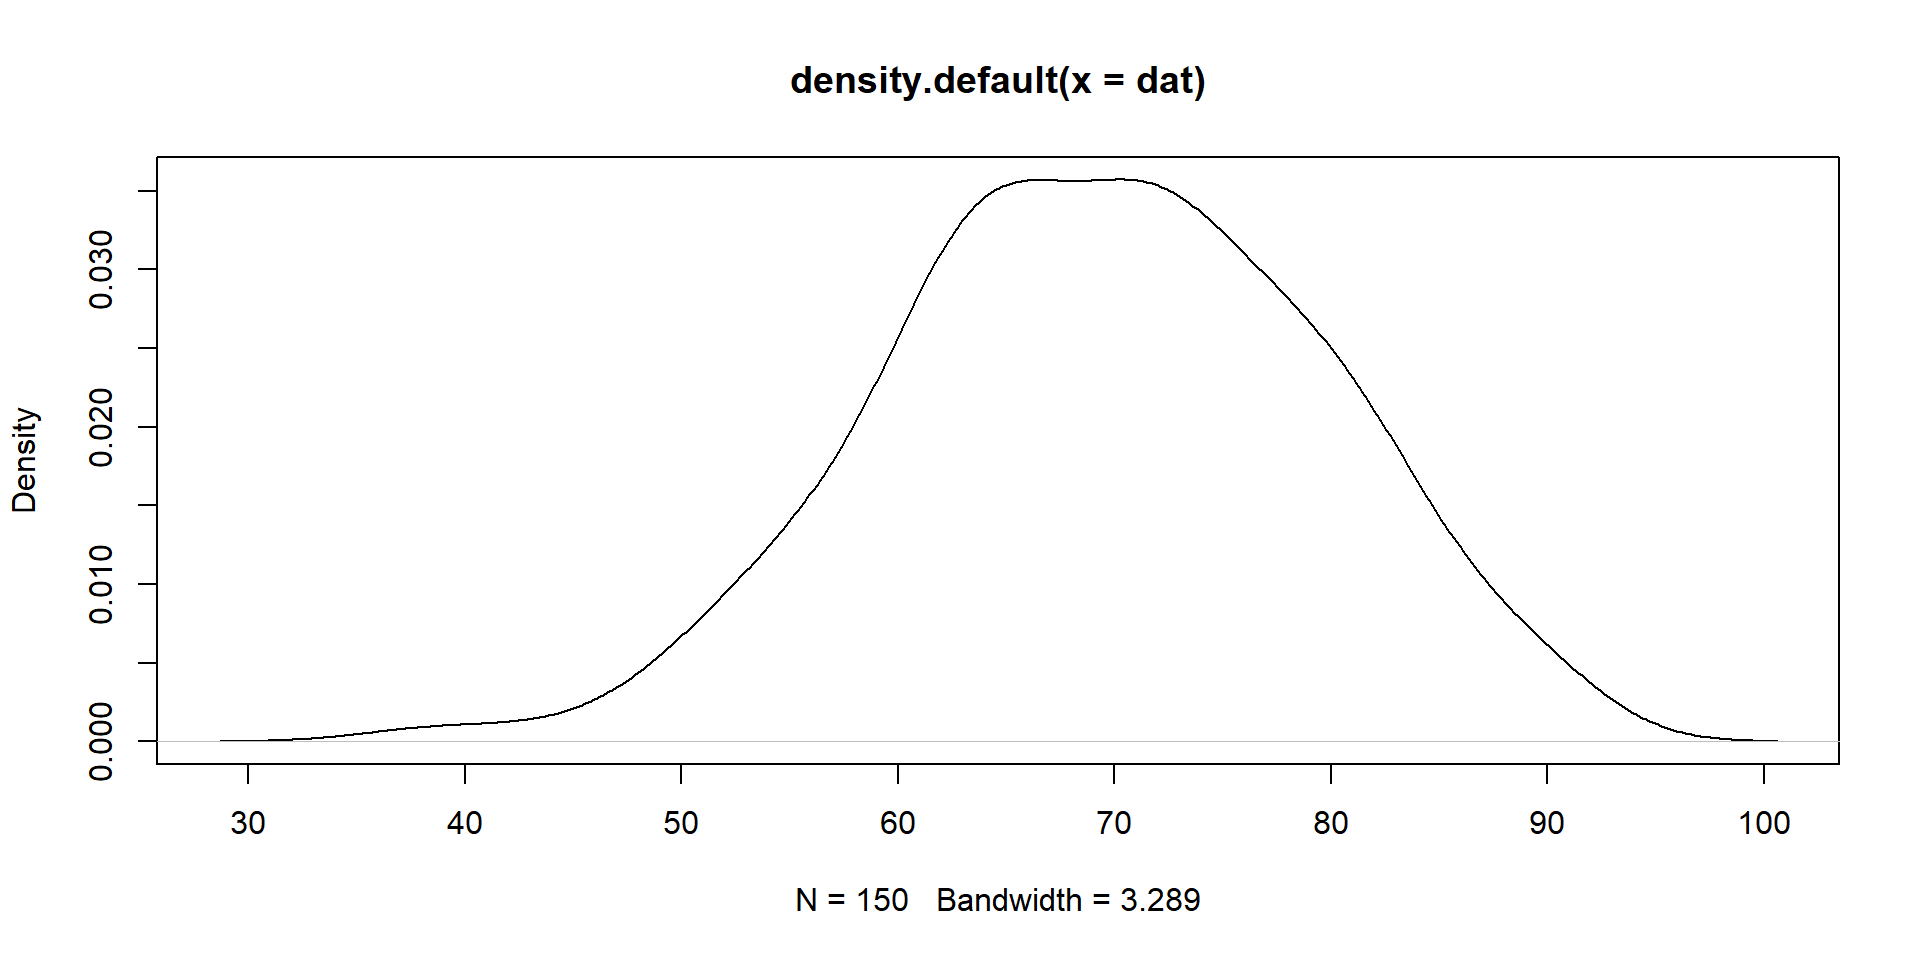 density.default(x = dat)
Density
0.000 0.010 0.020 0.030
30 40 50 60 70 80 90 100
N = 150 Bandwidth = 3.289